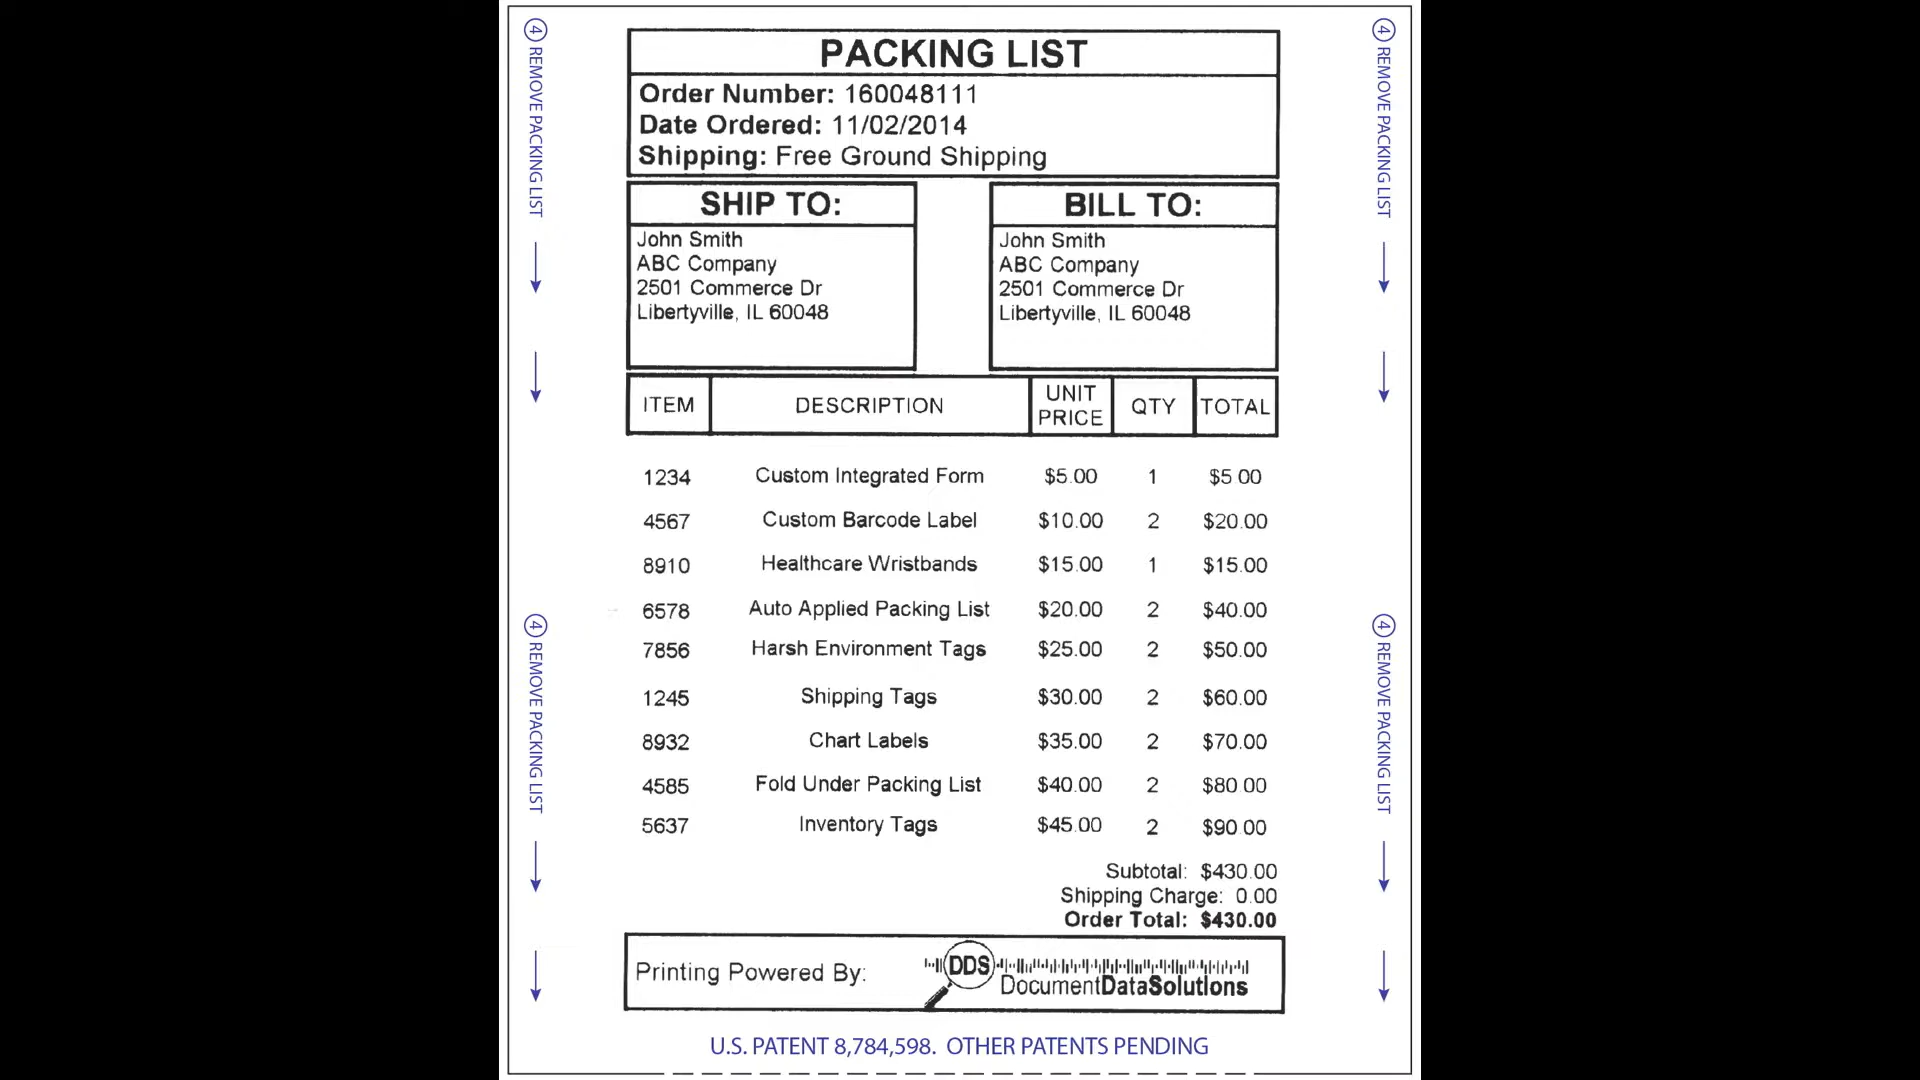 PACKING LIST
Order Number: 160048111
Date Ordered: 11/02/2014
Shipping: Free Ground Shipping
SHIP TO:
John Smith
ABC Company
2501 Commerce Dr
Libertyville, IL 60048
BILL TO:
John Smith
ABC Company
2501 Commerce Dr
Libertyville, IL 60048
ITEM DESCRIPTION UNIT PRICE QTY TOTAL
1234 Custom Integrated Form $5.00 1 $5 00
4567 Custom Barcode Label $10.00 2 $20.00
8910 Healthcare Wristbands $15.00 1 $15.00
6578 Auto Applied Packing List $20.00 2 $40.00
7856 Harsh Environment Tags $25.00 2 $50.00
1245 Shipping Tags $30.00 2 $60.00
8932 Chart Labels $35.00 2 $70.00
4585 Fold Under Packing List $40.00 2 $80 00
5637 Inventory Tags $45.00 2 $90.00
Subtotal: $430.00
Shipping Charge: 0.00
Order Total: $430.00
Printing Powered By:
DDS
DocumentDataSolutions
U.S. PATENT 8,784,598. OTHER PATENTS PENDING
④ REMOVE PACKING LIST
④ REMOVE PACKING LIST
④ REMOVE PACKING LIST
④ REMOVE PACKING LIST